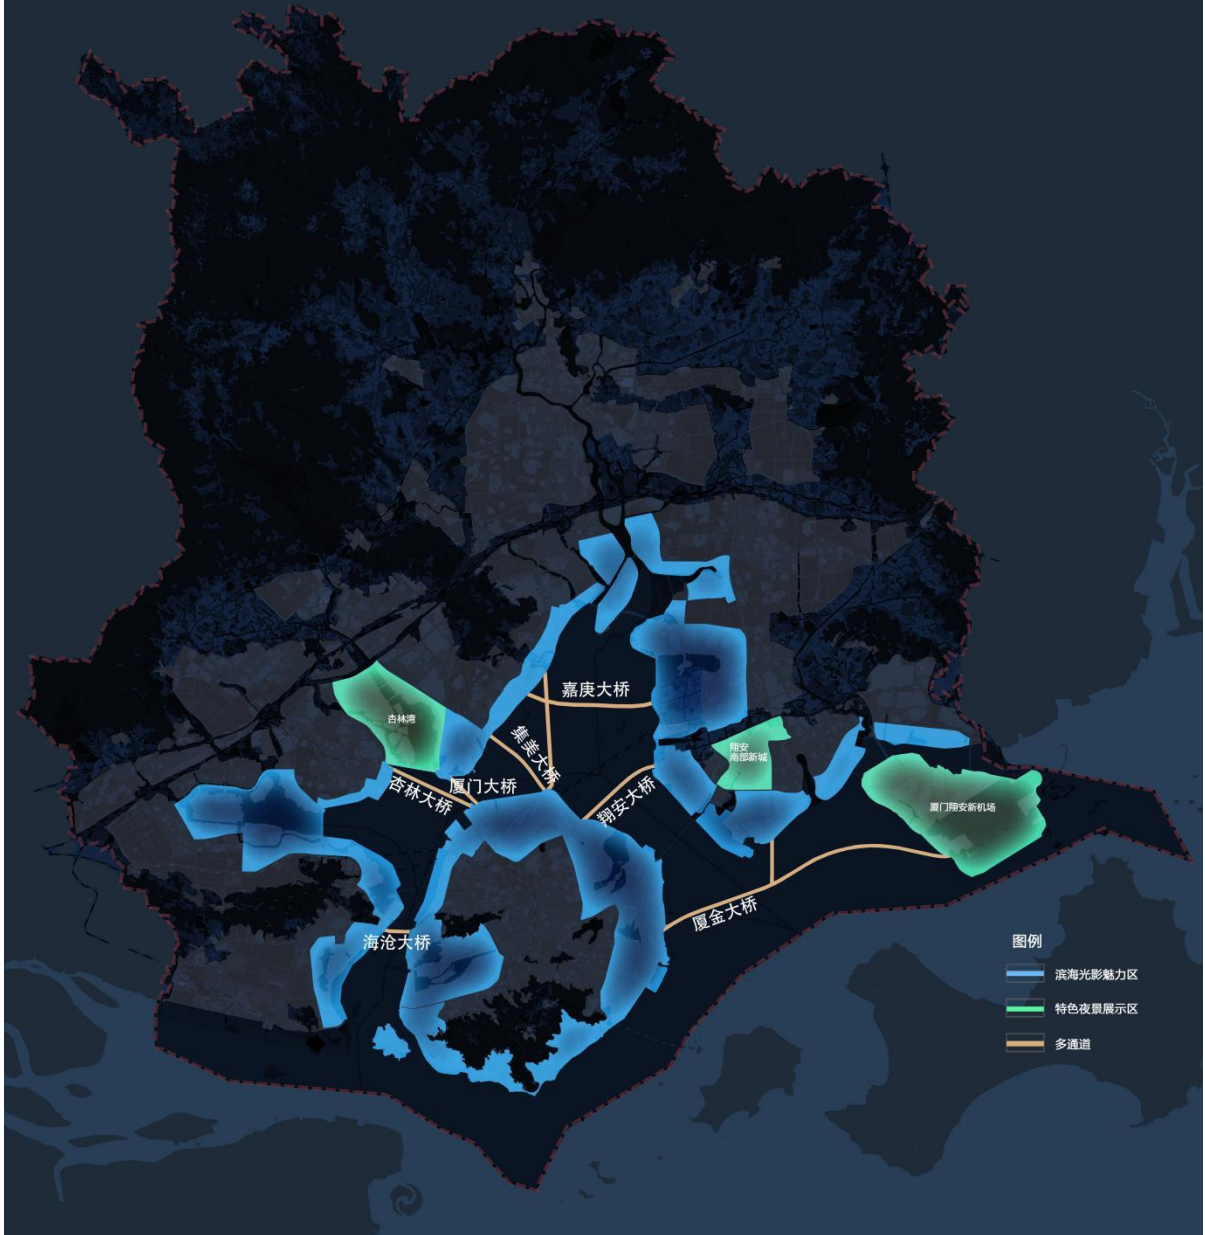 嘉庚大桥
集美大桥
杏林湾
翔安
南部新城
厦门大桥
杏林大桥
翔安大桥
厦门翔安新机场
厦金大桥
海沧大桥
图例
滨海光影魅力区
特色夜景展示区
多通道